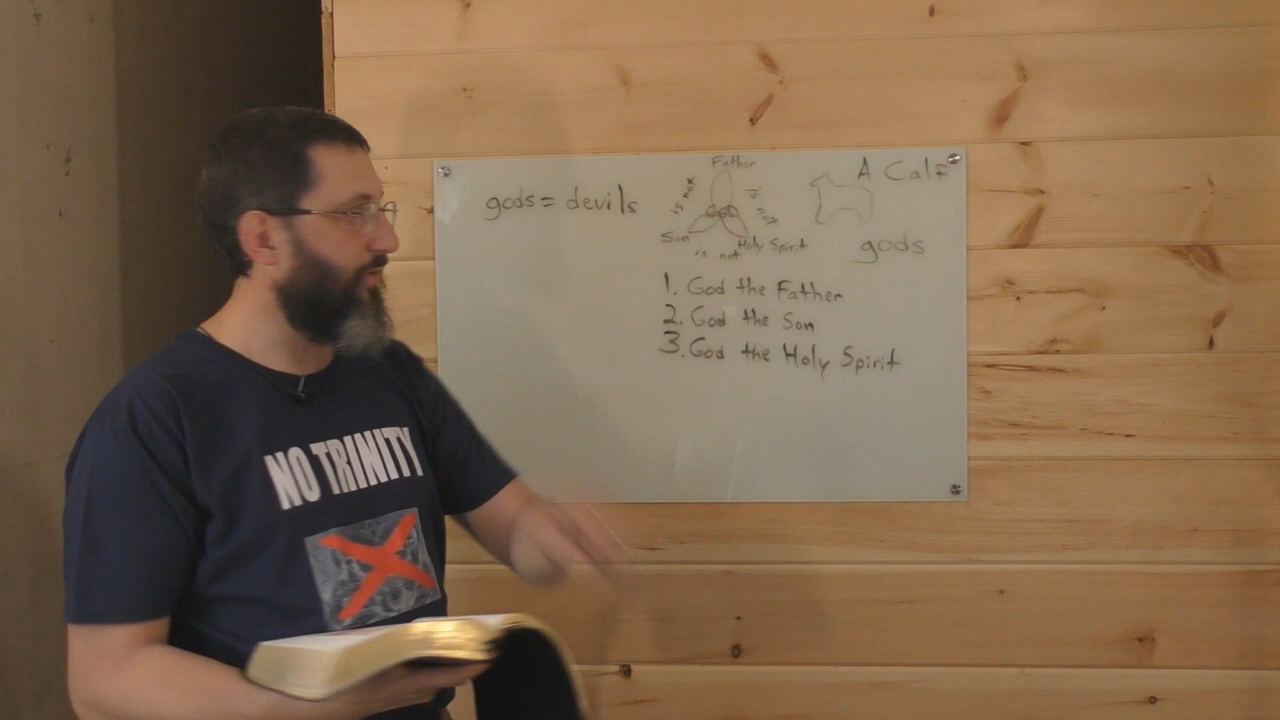 gods = devils
Father
is not
is not
God
Son
Holy Spirit
is not
A Calf
gods
1. God the Father
2. God the Son
3. God the Holy Spirit
NO TRINITY